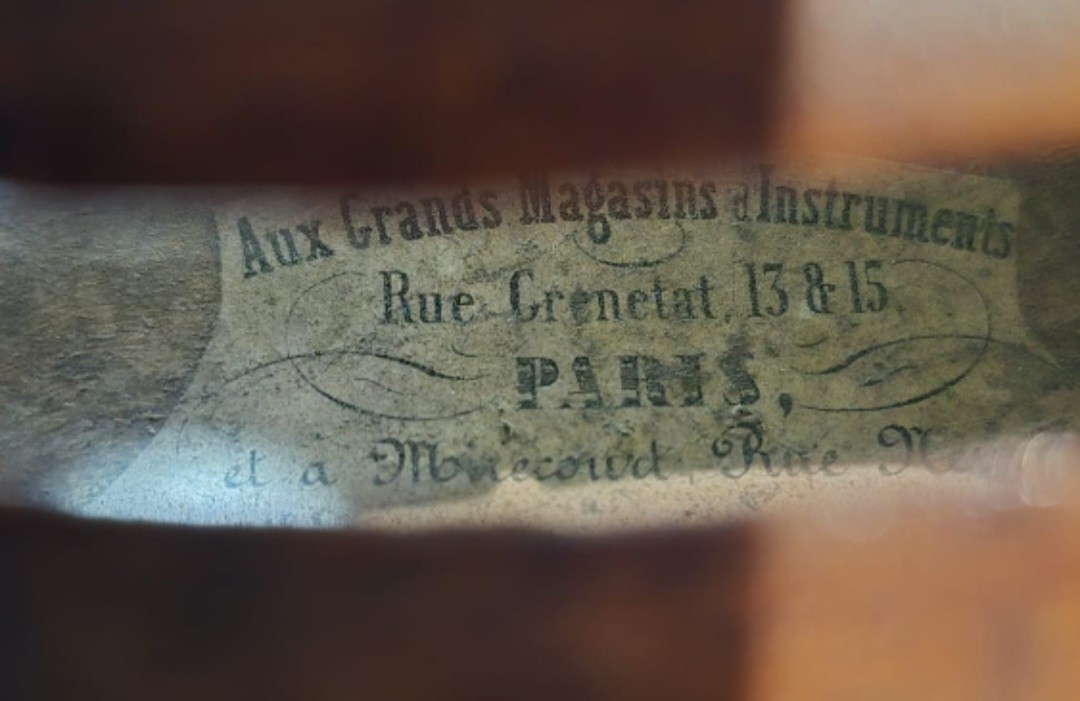 Aux Grands Magasins d'Instruments
Rue Grenetat, 13 & 15.
PARIS,
et a Mirecourt, Rue